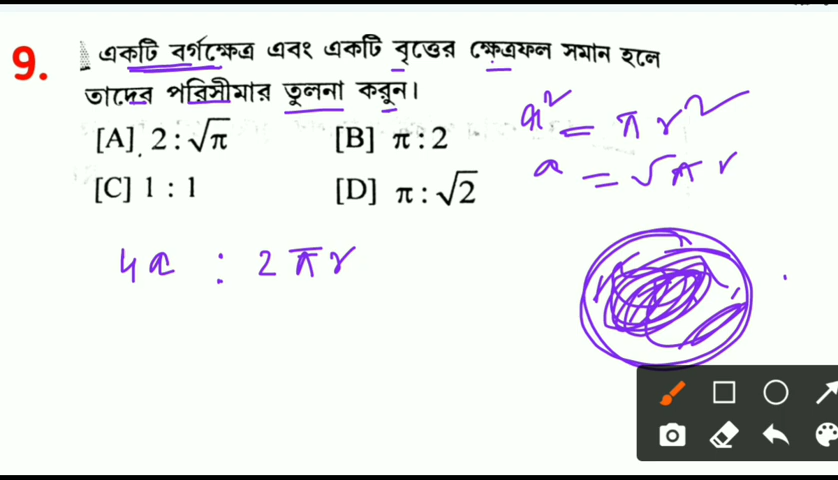 9. একটি বর্গক্ষেত্র এবং একটি বৃত্তের ক্ষেত্রফল সমান হলে
তাদের পরিসীমার তুলনা করুন।
[A] 2 : √π
[B] π : 2
[C] 1 : 1
[D] π : √2
a² = πr²
a = √π r
4a : 2πr